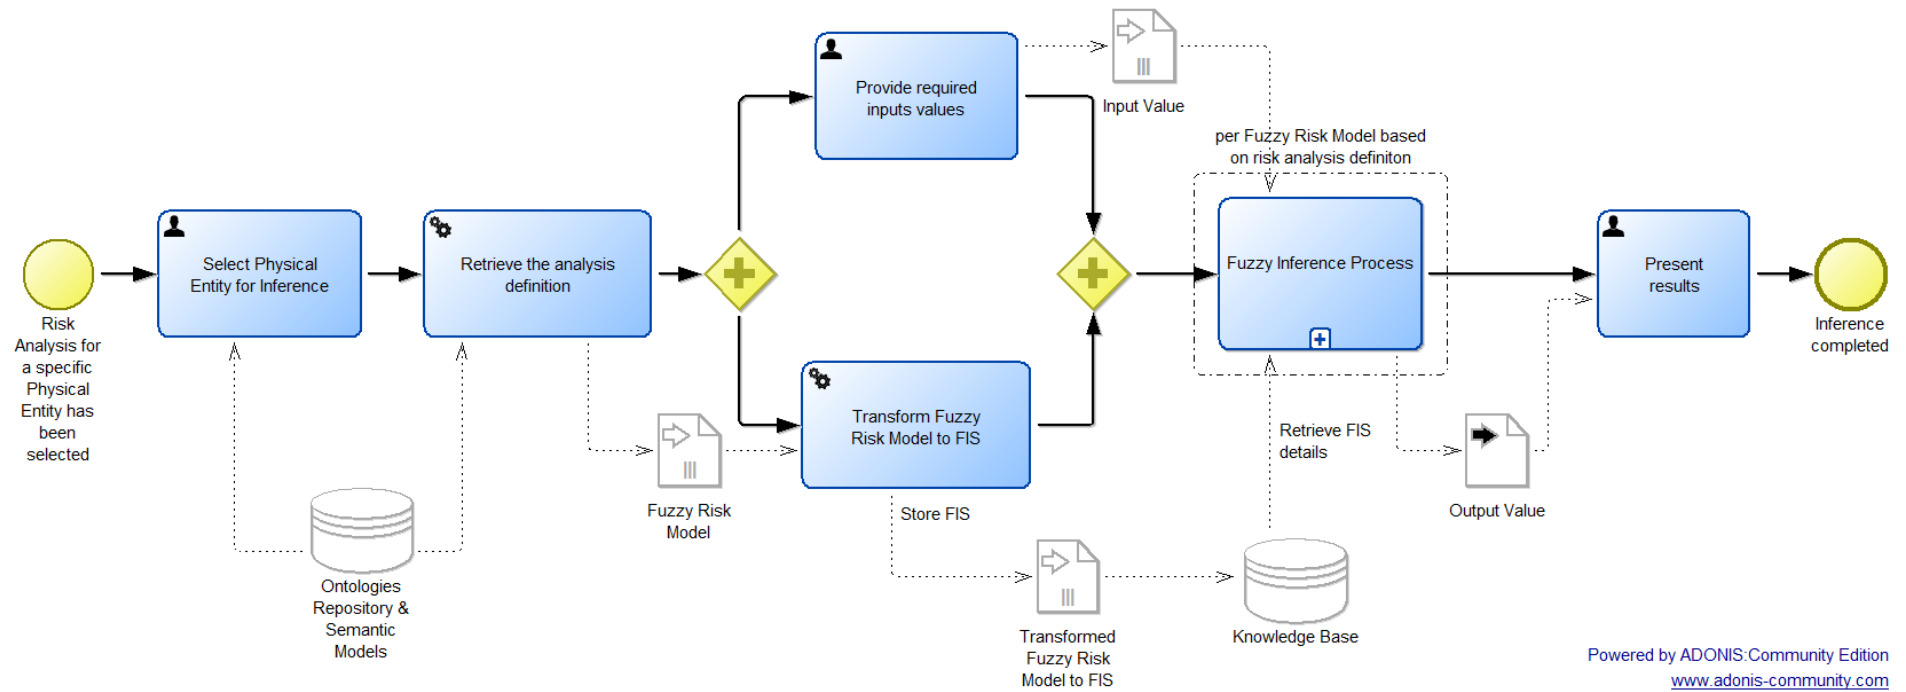 Provide required
inputs values
Input Value
per Fuzzy Risk Model based
on risk analysis definiton
Select Physical
Entity for Inference
Retrieve the analysis
definition
Fuzzy Inference Process
Present
results
Risk
Analysis for
a specific
Physical
Entity has
been
selected
Inference
completed
Transform Fuzzy
Risk Model to FIS
Retrieve FIS
details
Fuzzy Risk
Model
Store FIS
Output Value
Ontologies
Repository &
Semantic
Models
Transformed
Fuzzy Risk
Model to FIS
Knowledge Base
Powered by ADONIS:Community Edition
www.adonis-community.com